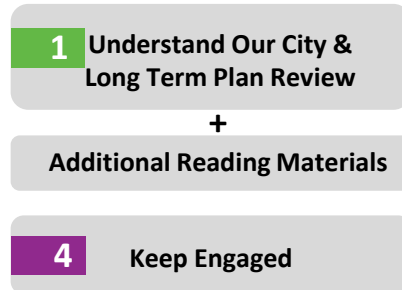 1 Understand Our City &
Long Term Plan Review
+
Additional Reading Materials
4 Keep Engaged